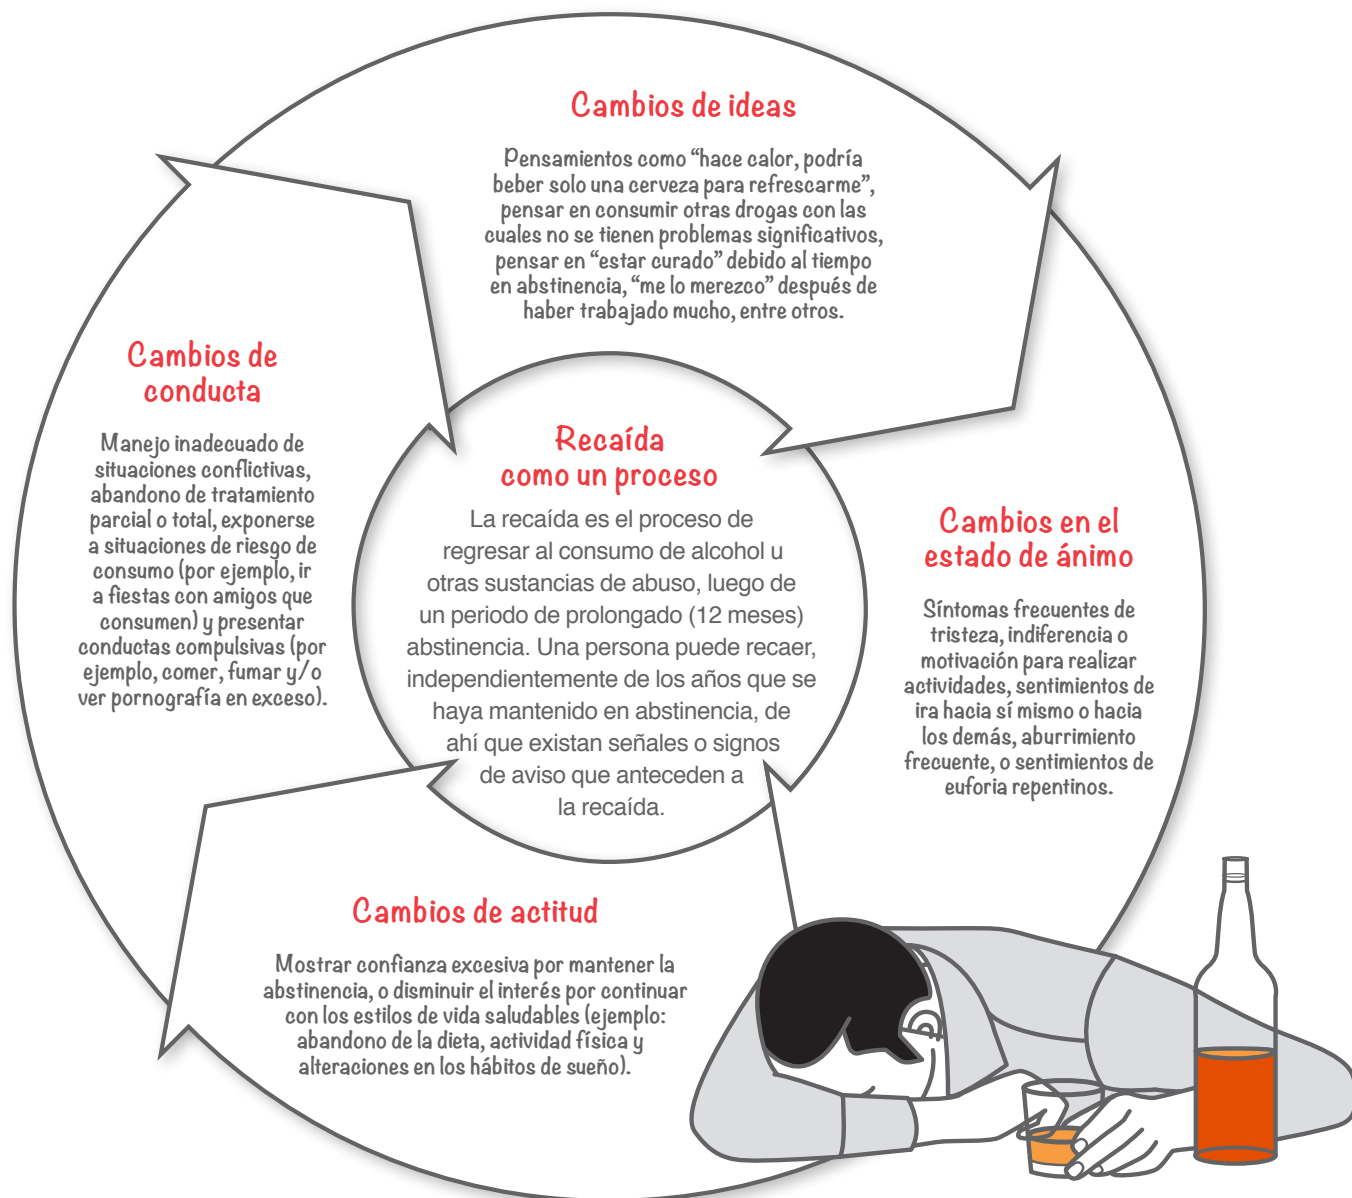 Cambios de ideas
Pensamientos como “hace calor, podría
beber solo una cerveza para refrescarme”,
pensar en consumir otras drogas con las
cuales no se tienen problemas significativos,
pensar en “estar curado” debido al tiempo
en abstinencia, “me lo merezco” después de
haber trabajado mucho, entre otros.
Cambios en el
estado de ánimo
Síntomas frecuentes de
tristeza, indiferencia o
motivación para realizar
actividades, sentimientos de
ira hacia sí mismo o hacia
los demás, aburrimiento
frecuente, o sentimientos de
euforia repentinos.
Cambios de actitud
Mostrar confianza excesiva por mantener la
abstinencia, o disminuir el interés por continuar
con los estilos de vida saludables (ejemplo:
abandono de la dieta, actividad física y
alteraciones en los hábitos de sueño).
Cambios de
conducta
Manejo inadecuado de
situaciones conflictivas,
abandono de tratamiento
parcial o total, exponerse
a situaciones de riesgo de
consumo (por ejemplo, ir
a fiestas con amigos que
consumen) y presentar
conductas compulsivas (por
ejemplo, comer, fumar y/o
ver pornografía en exceso).
Recaída
como un proceso
La recaída es el proceso de
regresar al consumo de alcohol u
otras sustancias de abuso, luego de
un periodo de prolongado (12 meses)
abstinencia. Una persona puede recaer,
independientemente de los años que se
haya mantenido en abstinencia, de
ahí que existan señales o signos
de aviso que anteceden a
la recaída.